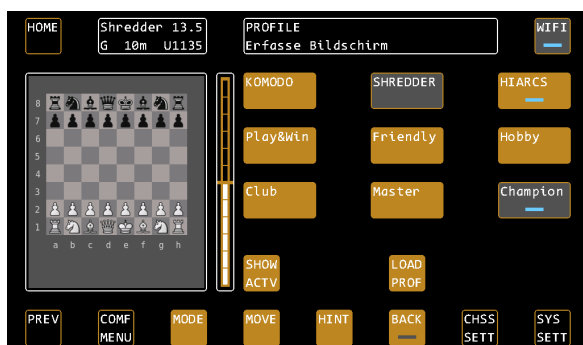 HOME
Shredder 13.5
G 10m U1135
PROFILE
Erfasse Bildschirm
WIFI
KOMODO
SHREDDER
HIARCS
Play&Win
Friendly
Hobby
Club
Master
Champion
8
7
6
5
4
3
2
1
a b c d e f g h
SHOW
ACTV
LOAD
PROF
PREV
COMF
MENU
MODE
MOVE
HINT
BACK
CHSS
SETT
SYS
SETT